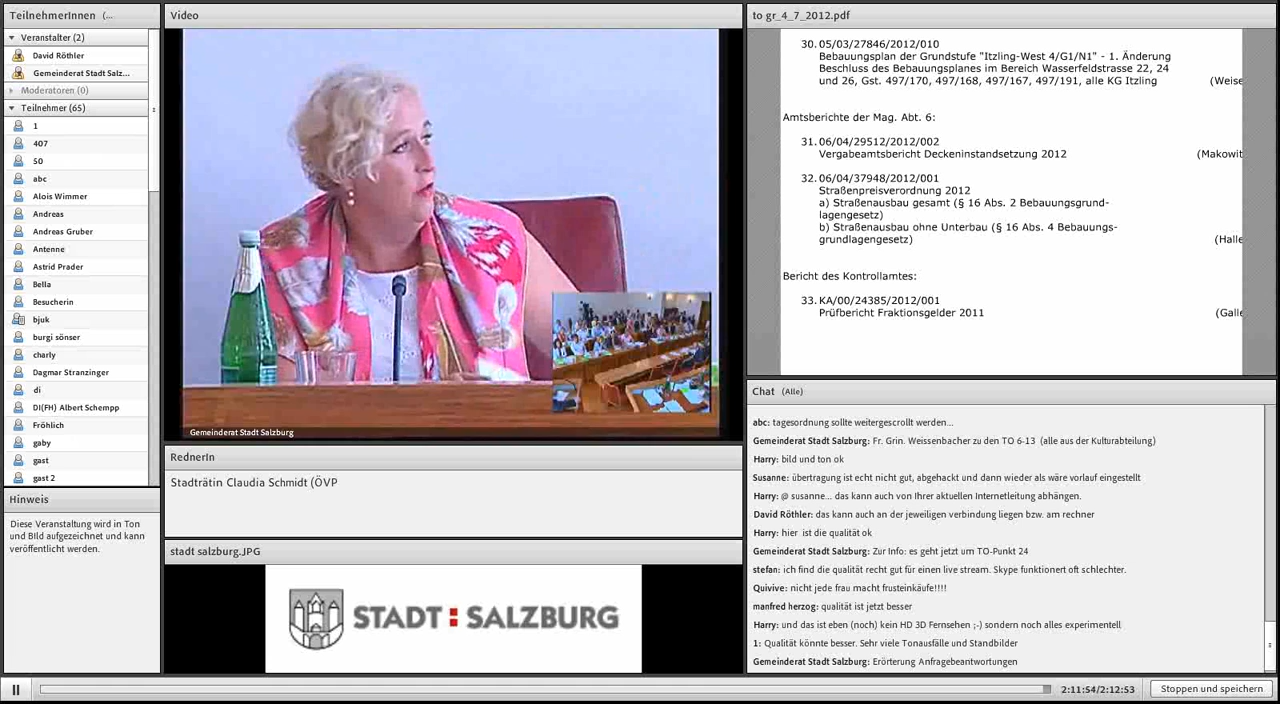 TeilnehmerInnen (...
Veranstalter (2)
David Röthler
Gemeinderat Stadt Salz...
Moderatoren (0)
Teilnehmer (65)
1
407
50
abc
Alois Wimmer
Andreas
Andreas Gruber
Antenne
Astrid Prader
Bella
Besucherin
bjuk
burgi sönser
charly
Dagmar Stranzinger
di
DI(FH) Albert Schempp
Fröhlich
gaby
gast
gast 2
Hinweis
Diese Veranstaltung wird in Ton
und BIld aufgezeichnet und kann
veröffentlicht werden.
Video
Gemeinderat Stadt Salzburg
RednerIn
Stadträtin Claudia Schmidt (ÖVP
stadt salzburg.JPG
STADT : SALZBURG
to gr_4_7_2012.pdf
30. 05/03/27846/2012/010
Bebauungsplan der Grundstufe "Itzling-West 4/G1/N1" - 1. Änderung
Beschluss des Bebauungsplanes im Bereich Wasserfeldstrasse 22, 24
und 26, Gst. 497/170, 497/168, 497/167, 497/191, alle KG Itzling (Weise
Amtsberichte der Mag. Abt. 6:
31. 06/04/29512/2012/002
Vergabeamtsbericht Deckeninstandsetzung 2012 (Makowit
32. 06/04/37948/2012/001
Straßenpreisverordnung 2012
a) Straßenausbau gesamt (§ 16 Abs. 2 Bebauungsgrund-
lagengesetz)
b) Straßenausbau ohne Unterbau (§ 16 Abs. 4 Bebauungs-
grundlagengesetz) (Halle
Bericht des Kontrollamtes:
33. KA/00/24385/2012/001
Prüfbericht Fraktionsgelder 2011 (Galle
Chat (Alle)
abc: tagesordnung sollte weitergescrollt werden...
Gemeinderat Stadt Salzburg: Fr. Grin. Weissenbacher zu den TO 6-13 (alle aus der Kulturabteilung)
Harry: bild und ton ok
Susanne: übertragung ist echt nicht gut, abgehackt und dann wieder als wäre vorlauf eingestellt
Harry: @ susanne... das kann auch von Ihrer aktuellen Internetleitung abhängen.
David Röthler: das kann auch an der jeweiligen verbindung liegen bzw. am rechner
Harry: hier ist die qualität ok
Gemeinderat Stadt Salzburg: Zur Info: es geht jetzt um TO-Punkt 24
stefan: ich find die qualität recht gut für einen live stream. Skype funktionert oft schlechter.
Quivive: nicht jede frau macht frusteinkäufe!!!!
manfred herzog: qualität ist jetzt besser
Harry: und das ist eben (noch) kein HD 3D Fernsehen ;-) sondern noch alles experimentell
1: Qualität könnte besser. Sehr viele Tonausfälle und Standbilder
Gemeinderat Stadt Salzburg: Erörterung Anfragebeantwortungen
2:11:54/2:12:53
Stoppen und speichern